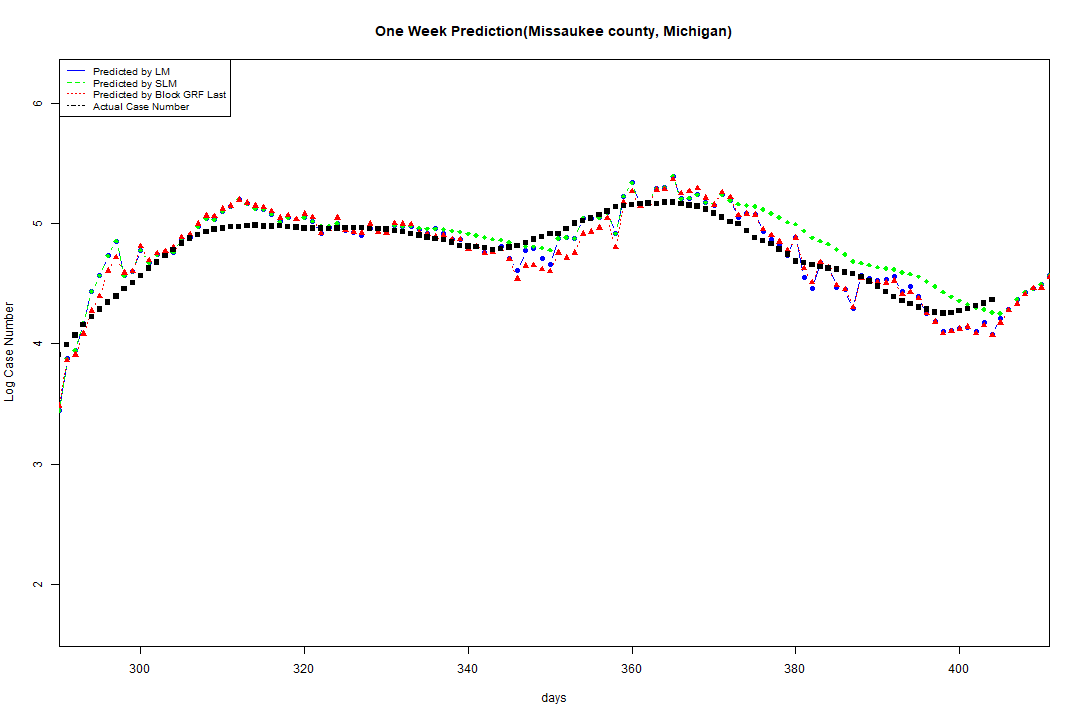 One Week Prediction(Missaukee county, Michigan)
Predicted by LM
Predicted by SLM
Predicted by Block GRF Last
Actual Case Number
6
5
4
3
2
Log Case Number
300 320 340 360 380 400
days